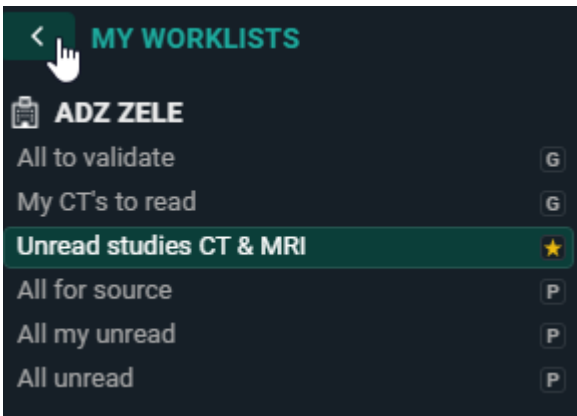 MY WORKLISTS
ADZ ZELE
All to validate G
My CT's to read G
Unread studies CT & MRI
All for source P
All my unread P
All unread P